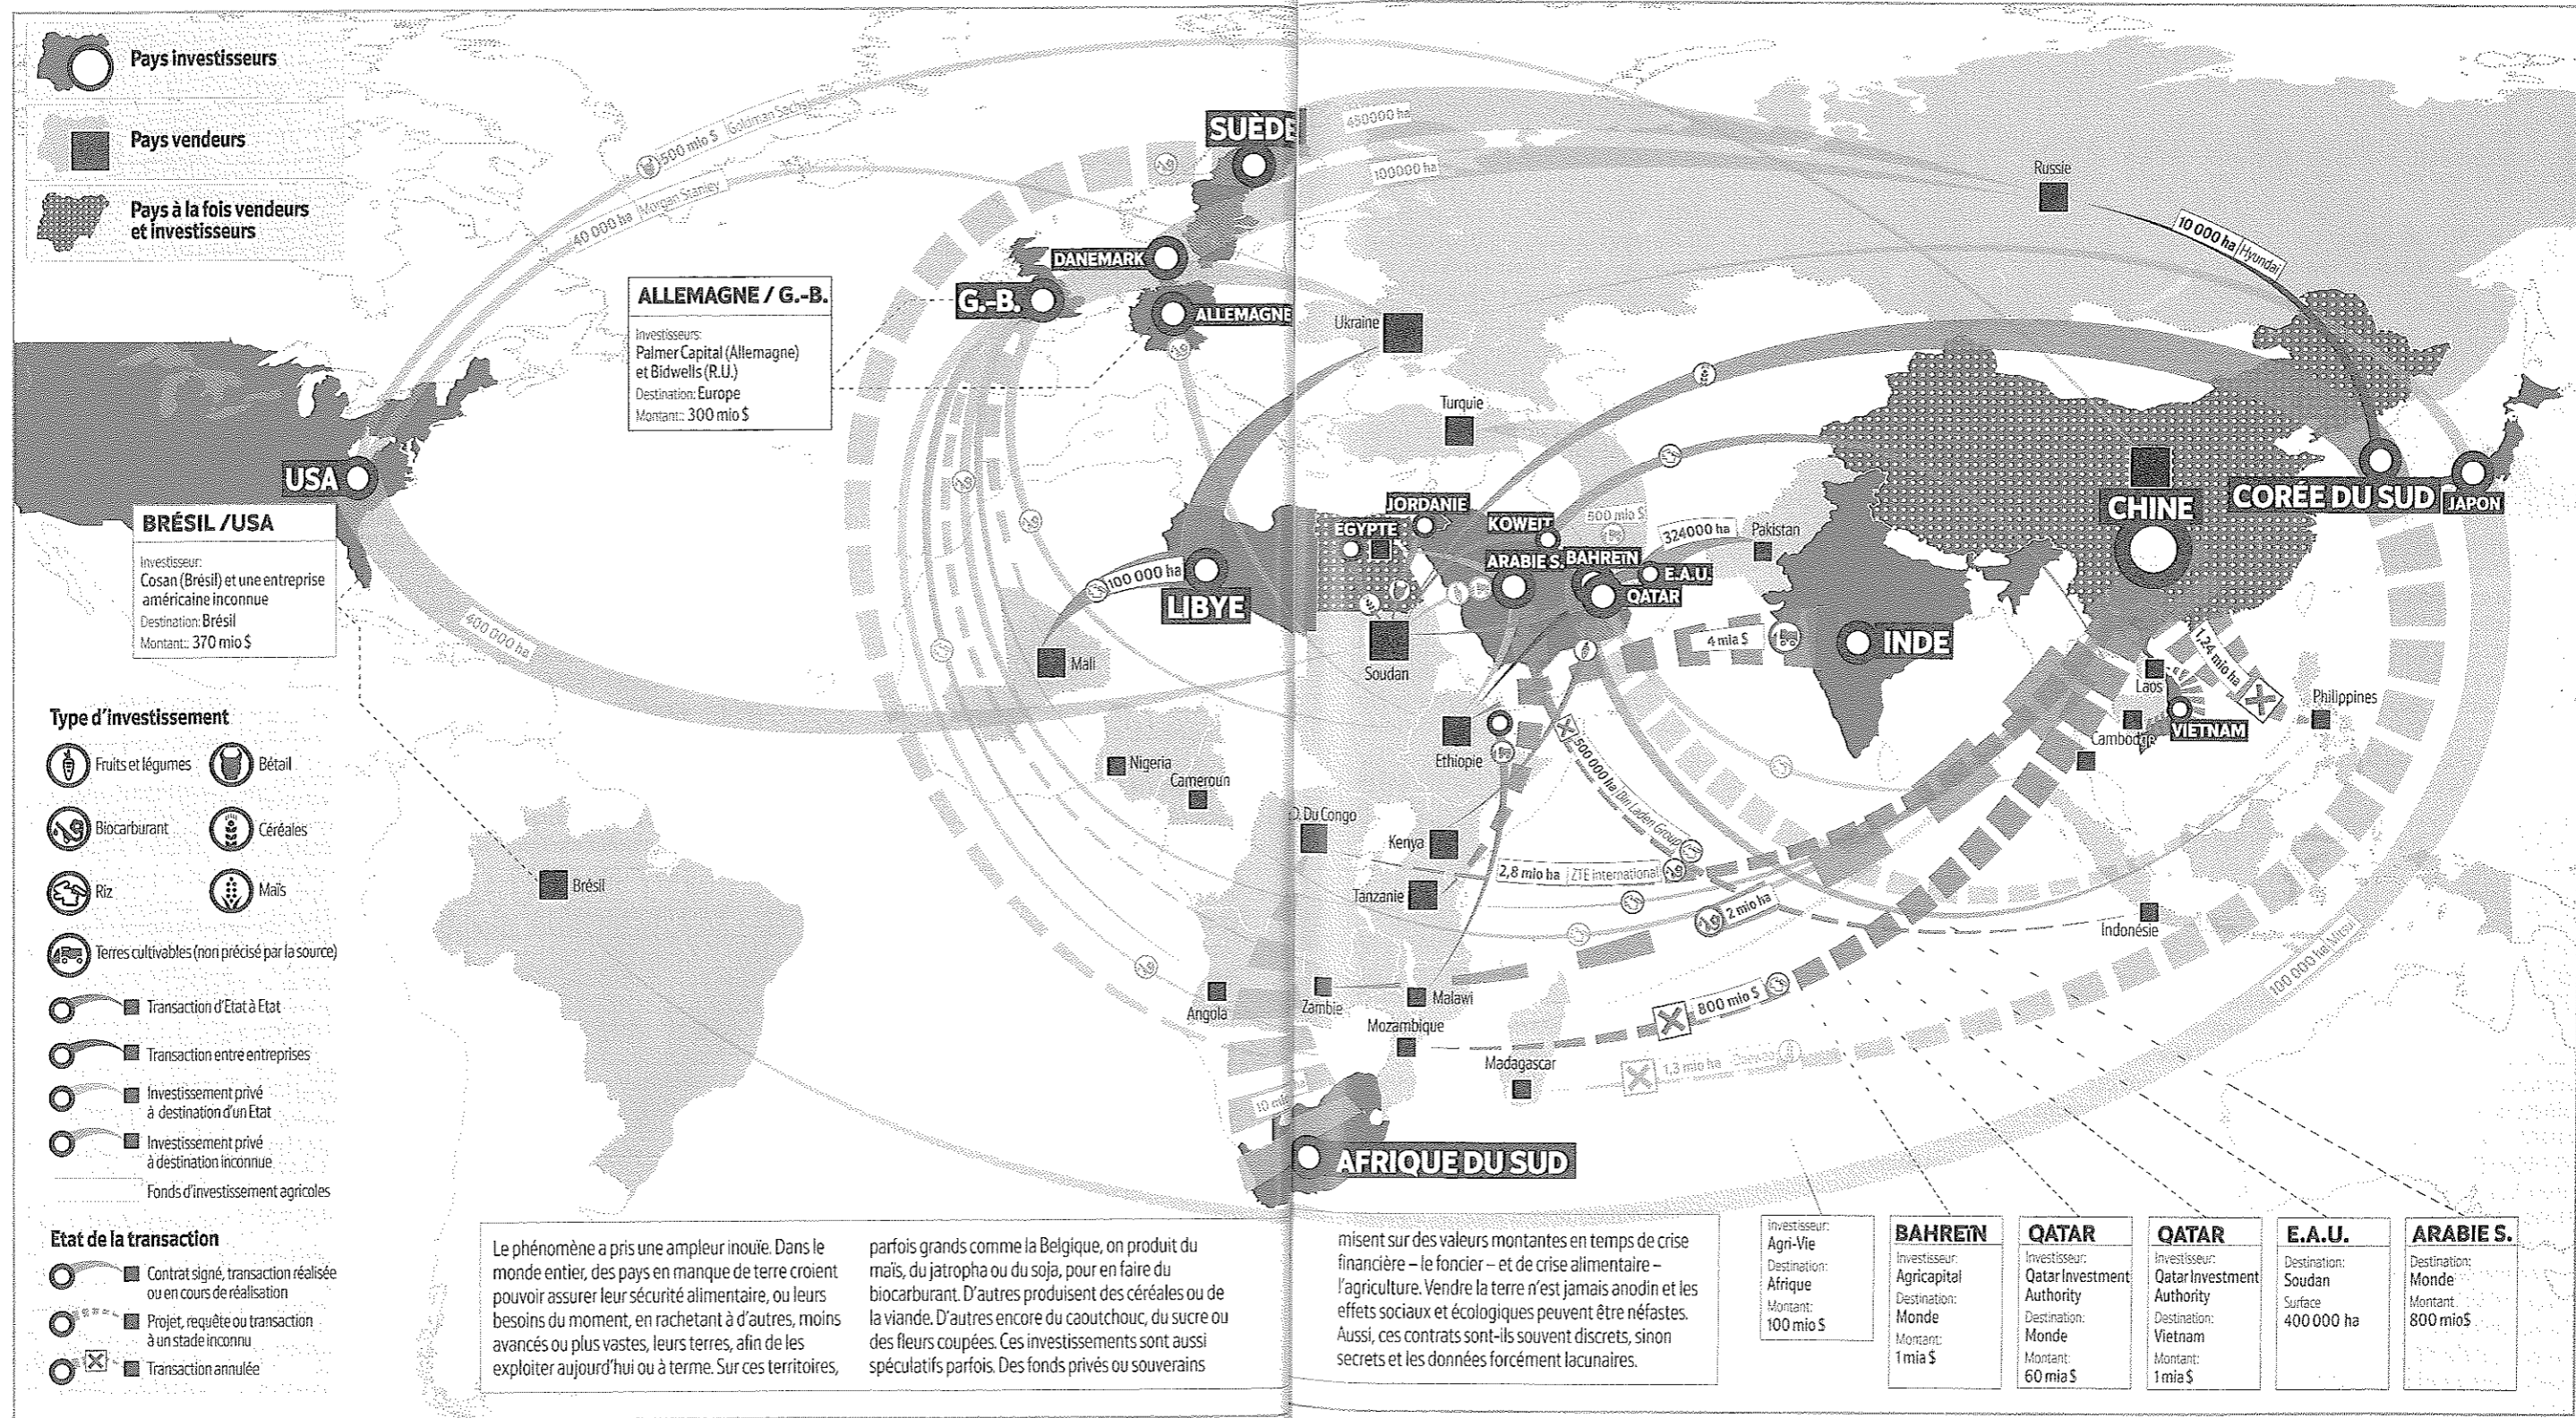 Pays investisseurs
Pays vendeurs
Pays à la fois vendeurs
et investisseurs
500 mio $ Goldman Sachs
40 000 ha Morgan Stanley
SUÈDE
450000 ha
100000 ha
Russie
10 000 ha Hyundai
DANEMARK
G.-B.
ALLEMAGNE
ALLEMAGNE / G.-B.
Investisseurs:
Palmer Capital (Allemagne)
et Bidwells (R.U.)
Destination: Europe
Montant:: 300 mio $
Ukraine
Turquie
USA
BRÉSIL /USA
Investisseur:
Cosan (Brésil) et une entreprise
américaine inconnue
Destination: Brésil
Montant:: 370 mio $
400 000 ha
100 000 ha
LIBYE
Mali
EGYPTE
JORDANIE
KOWEIT
ARABIE S.
BAHREÏN
E.A.U.
QATAR
500 mio $
324000 ha
Pakistan
CHINE
CORÉE DU SUD
JAPON
INDE
4 mia $
Soudan
Laos
1,24 mio ha
Philippines
VIETNAM
Cambodge
Nigeria
Cameroun
Ethiopie
500 000 ha Bin Laden Group
D. Du Congo
Kenya
2,8 mio ha ZTE international
Tanzanie
2 mio ha
Indonésie
Brésil
Angola
Zambie
Malawi
Mozambique
800 mio $
Madagascar
1,3 mio ha Daewoo
100 000 ha Mitsui
AFRIQUE DU SUD
Type d'investissement
Fruits et légumes
Bétail
Biocarburant
Céréales
Riz
Maïs
Terres cultivables (non précisé par la source)
Transaction d'Etat à Etat
Transaction entre entreprises
Investissement privé
à destination d'un Etat
Investissement privé
à destination inconnue
Fonds d'investissement agricoles
Etat de la transaction
Contrat signé, transaction réalisée
ou en cours de réalisation
Projet, requête ou transaction
à un stade inconnu
Transaction annulée
Le phénomène a pris une ampleur inouïe. Dans le
monde entier, des pays en manque de terre croient
pouvoir assurer leur sécurité alimentaire, ou leurs
besoins du moment, en rachetant à d'autres, moins
avancés ou plus vastes, leurs terres, afin de les
exploiter aujourd'hui ou à terme. Sur ces territoires,
parfois grands comme la Belgique, on produit du
maïs, du jatropha ou du soja, pour en faire du
biocarburant. D'autres produisent des céréales ou de
la viande. D'autres encore du caoutchouc, du sucre ou
des fleurs coupées. Ces investissements sont aussi
spéculatifs parfois. Des fonds privés ou souverains
misent sur des valeurs montantes en temps de crise
financière – le foncier – et de crise alimentaire –
l'agriculture. Vendre la terre n'est jamais anodin et les
effets sociaux et écologiques peuvent être néfastes.
Aussi, ces contrats sont-ils souvent discrets, sinon
secrets et les données forcément lacunaires.
Investisseur:
Agri-Vie
Destination:
Afrique
Montant:
100 mio $
BAHREÏN
Investisseur:
Agricapital
Destination:
Monde
Montant:
1 mia $
QATAR
Investisseur:
Qatar Investment
Authority
Destination:
Monde
Montant:
60 mia $
QATAR
Investisseur:
Qatar Investment
Authority
Destination:
Vietnam
Montant:
1 mia $
E.A.U.
Destination:
Soudan
Surface
400 000 ha
ARABIE S.
Destination:
Monde
Montant
800 mio$